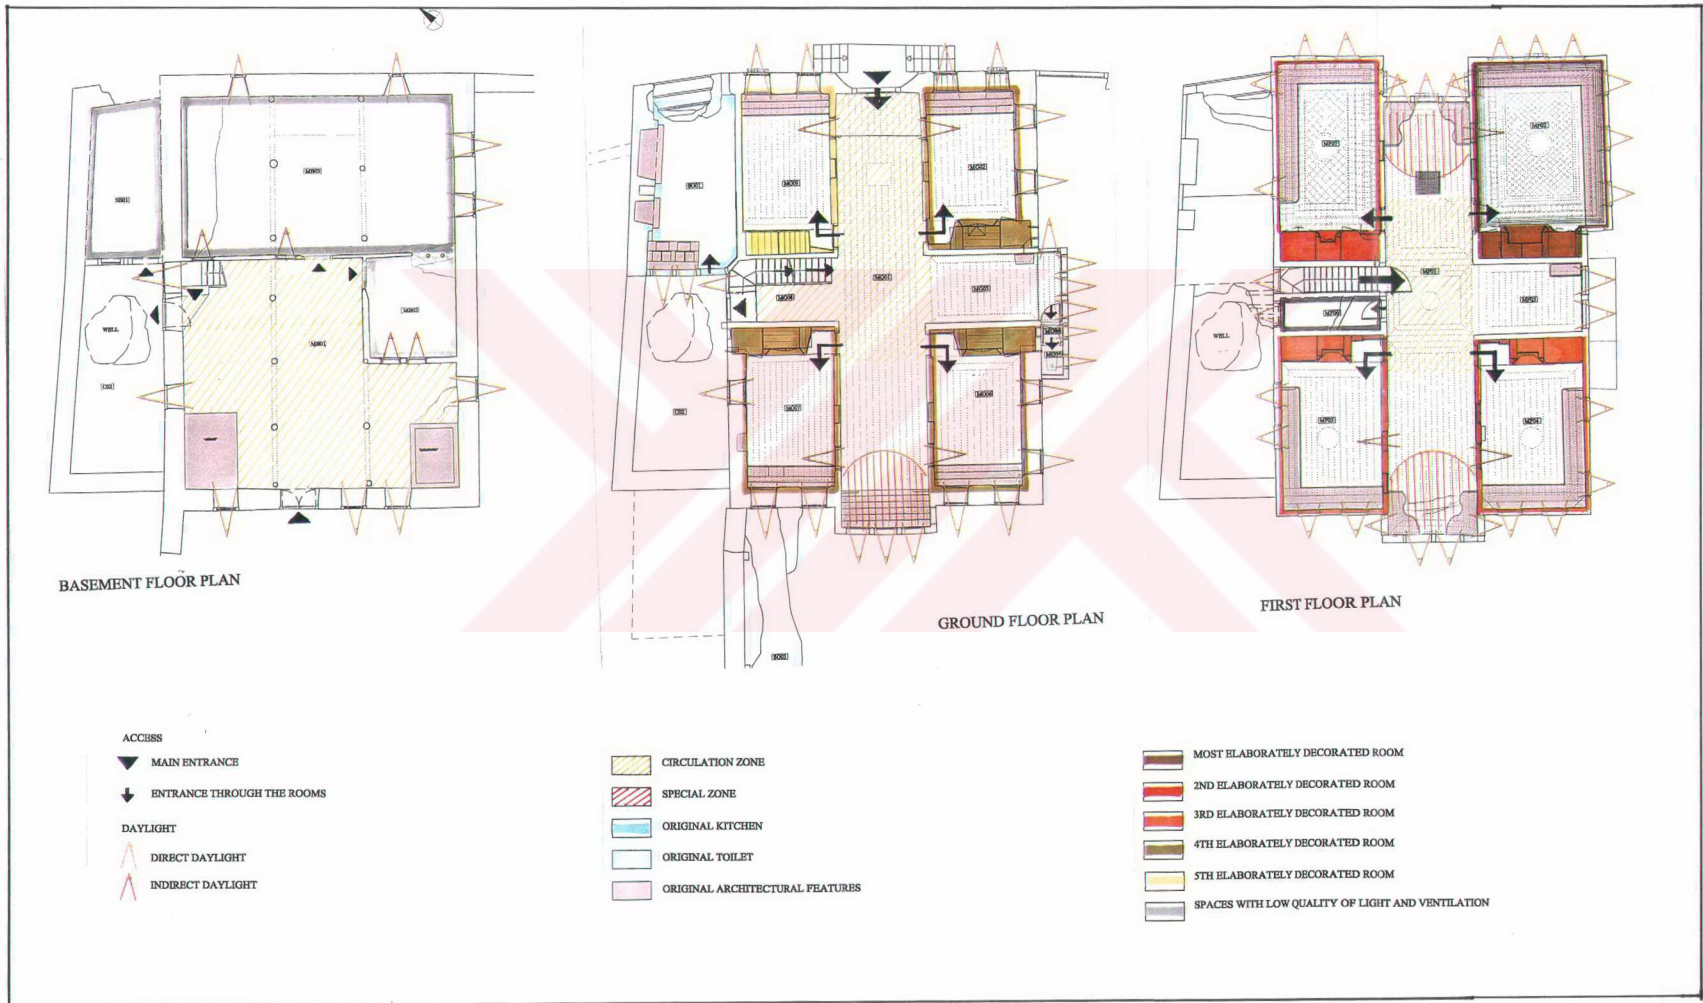 BASEMENT FLOOR PLAN
WELL
GROUND FLOOR PLAN
MG01
FIRST FLOOR PLAN
WELL
MF01
ACCESS
MAIN ENTRANCE
ENTRANCE THROUGH THE ROOMS
DAYLIGHT
DIRECT DAYLIGHT
INDIRECT DAYLIGHT
CIRCULATION ZONE
SPECIAL ZONE
ORIGINAL KITCHEN
ORIGINAL TOILET
ORIGINAL ARCHITECTURAL FEATURES
MOST ELABORATELY DECORATED ROOM
2ND ELABORATELY DECORATED ROOM
3RD ELABORATELY DECORATED ROOM
4TH ELABORATELY DECORATED ROOM
5TH ELABORATELY DECORATED ROOM
SPACES WITH LOW QUALITY OF LIGHT AND VENTILATION